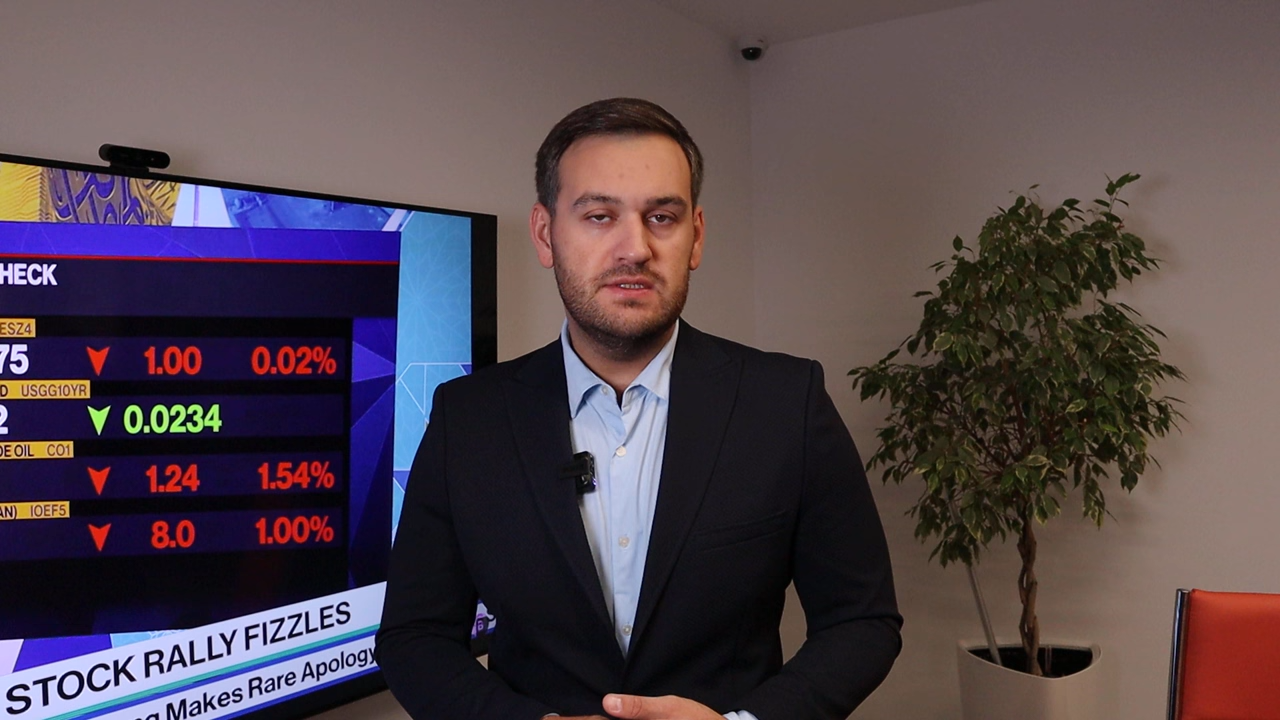 HECK
ESZ4
75 1.00 0.02%
D USGG10YR
2 0.0234
DE OIL CO1
1.24 1.54%
AN) IOEF5
8.0 1.00%
STOCK RALLY FIZZLES
ng Makes Rare Apology